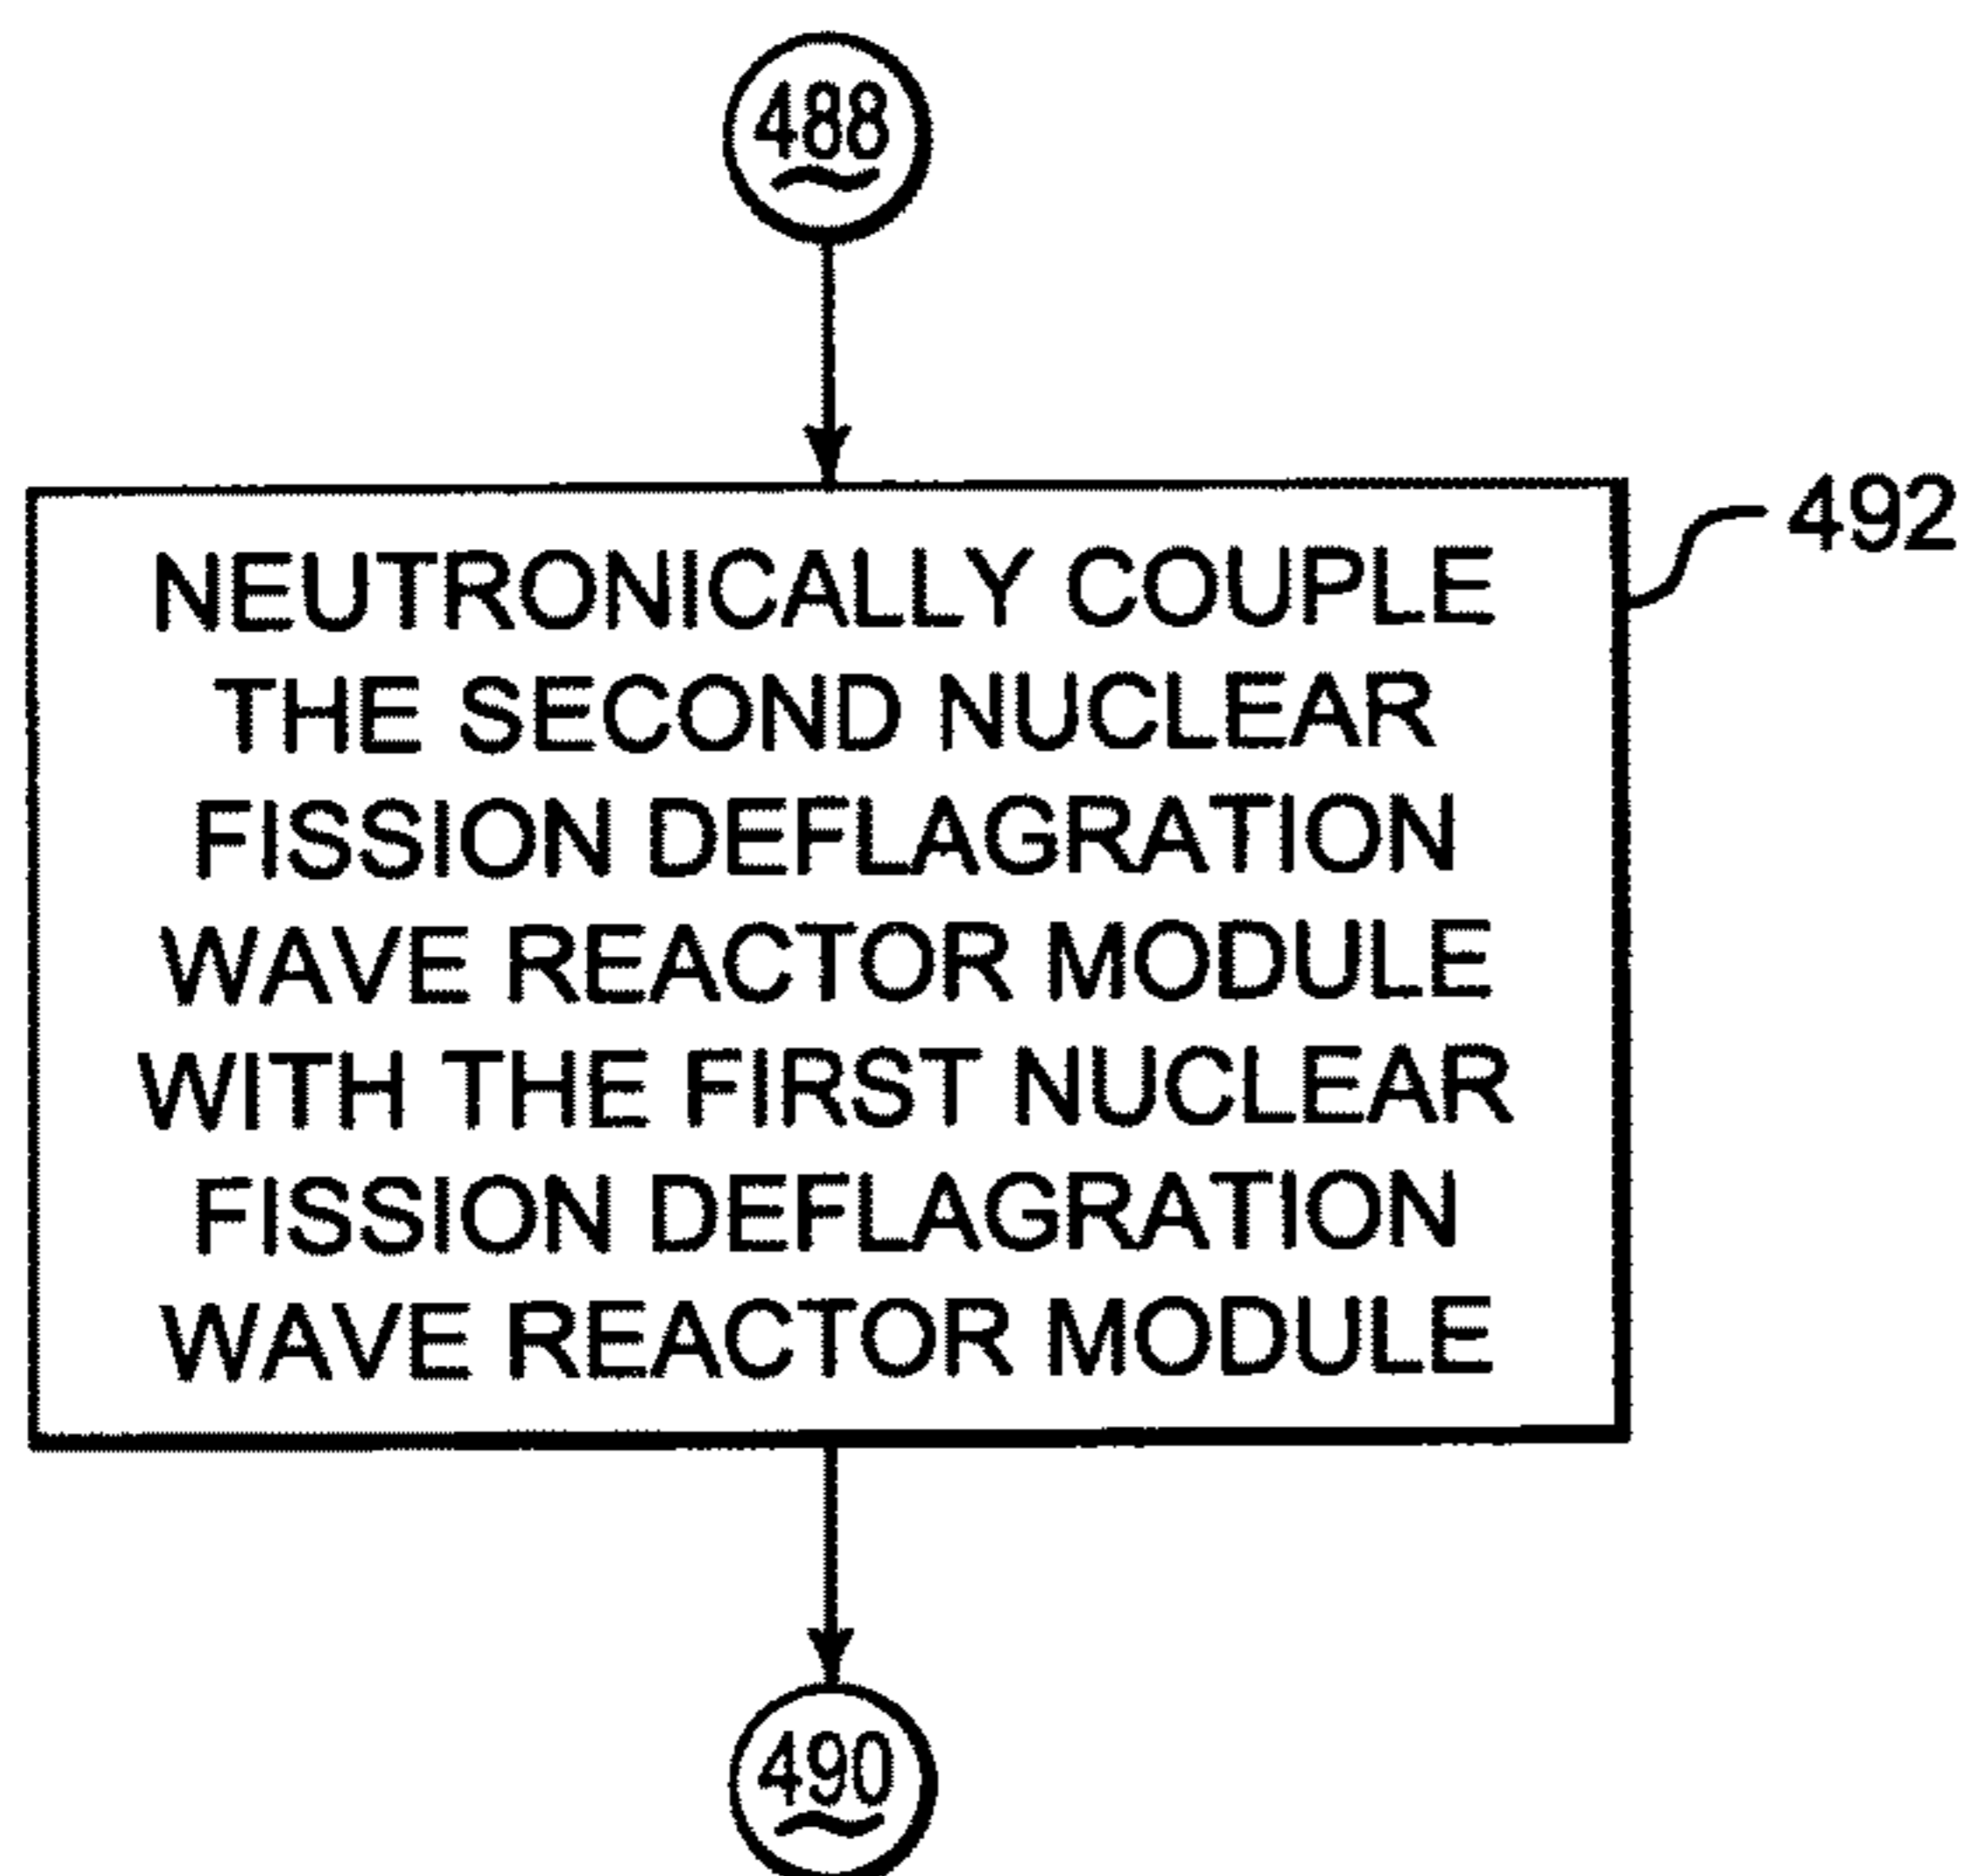 488
492
NEUTRONICALLY COUPLE
THE SECOND NUCLEAR
FISSION DEFLAGRATION
WAVE REACTOR MODULE
WITH THE FIRST NUCLEAR
FISSION DEFLAGRATION
WAVE REACTOR MODULE
490